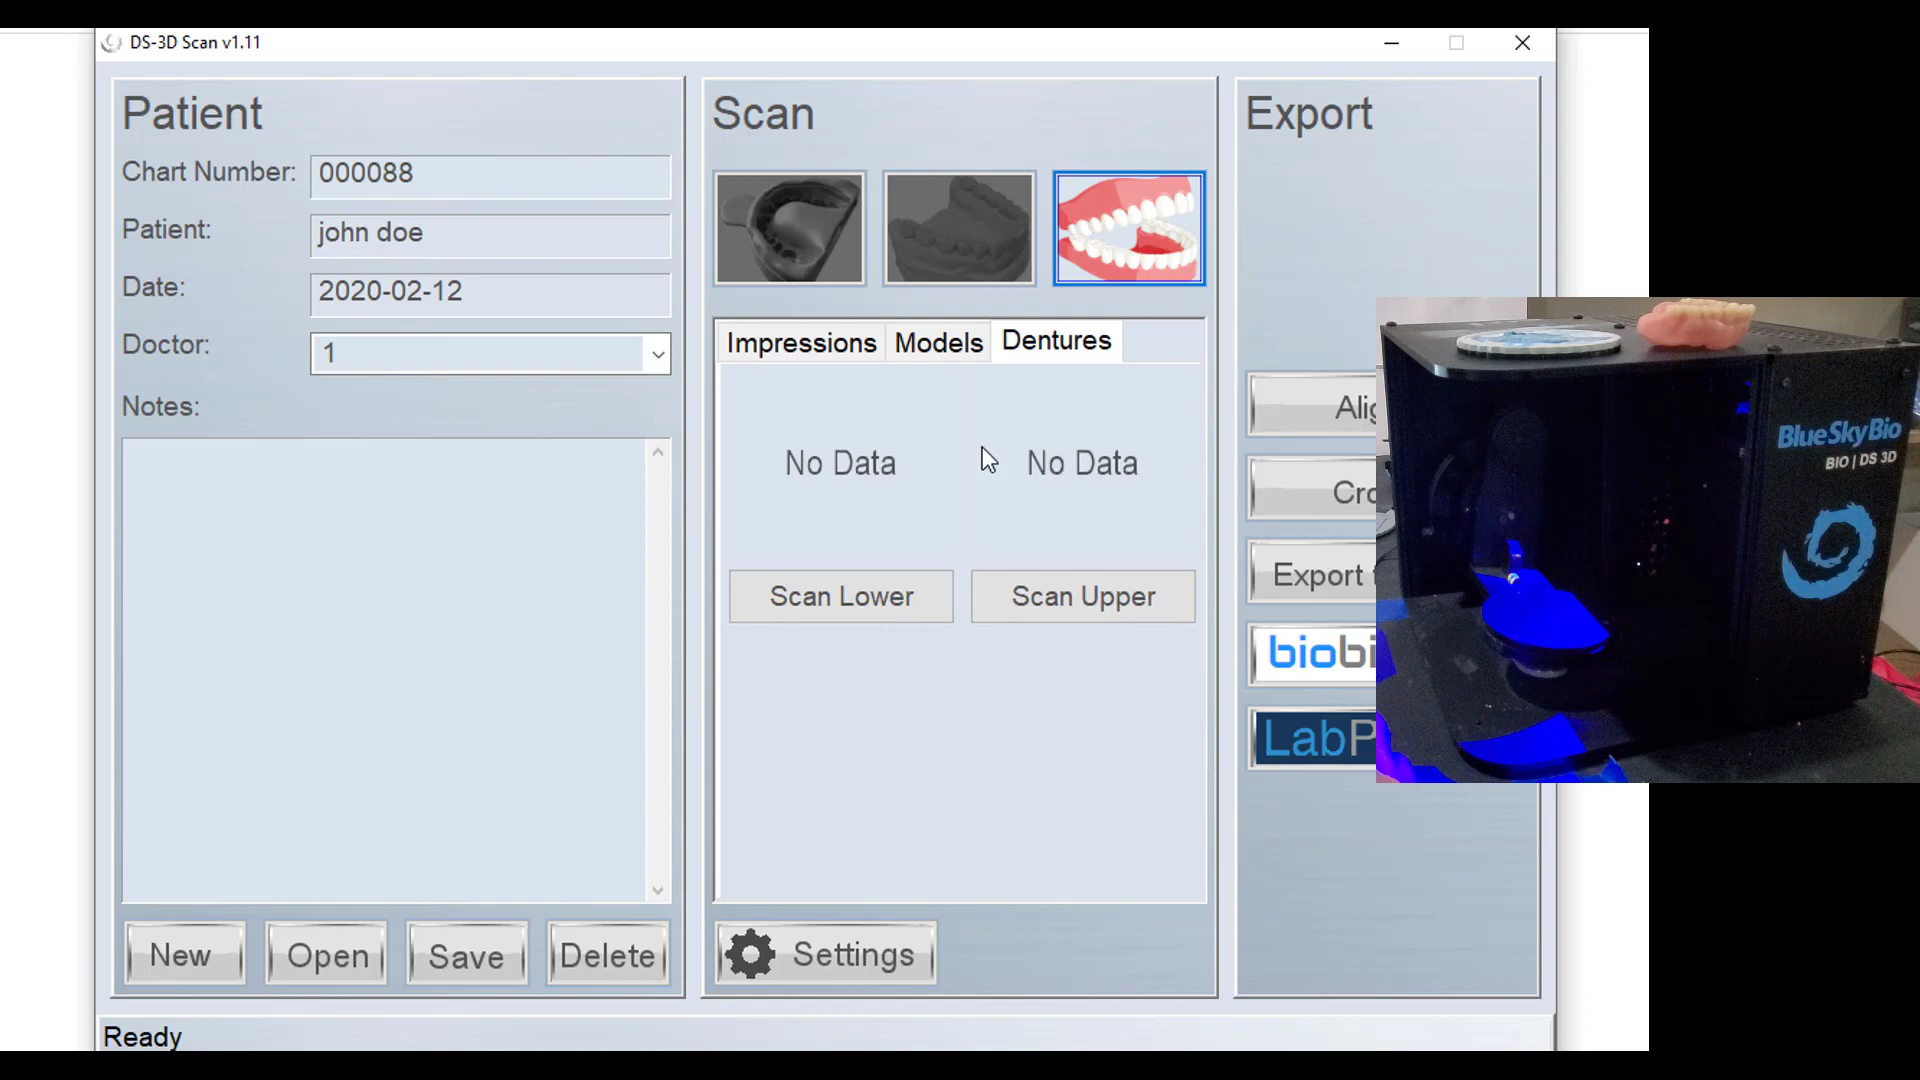 DS-3D Scan v1.11
Patient
Chart Number:
000088
Patient:
john doe
Date:
2020-02-12
Doctor:
1
Notes:
New
Open
Save
Delete
Scan
Impressions
Models
Dentures
No Data
No Data
Scan Lower
Scan Upper
Settings
Export
Alig
Cro
Export
biobi
LabP
BlueSkyBio
BIO | DS 3D
Ready